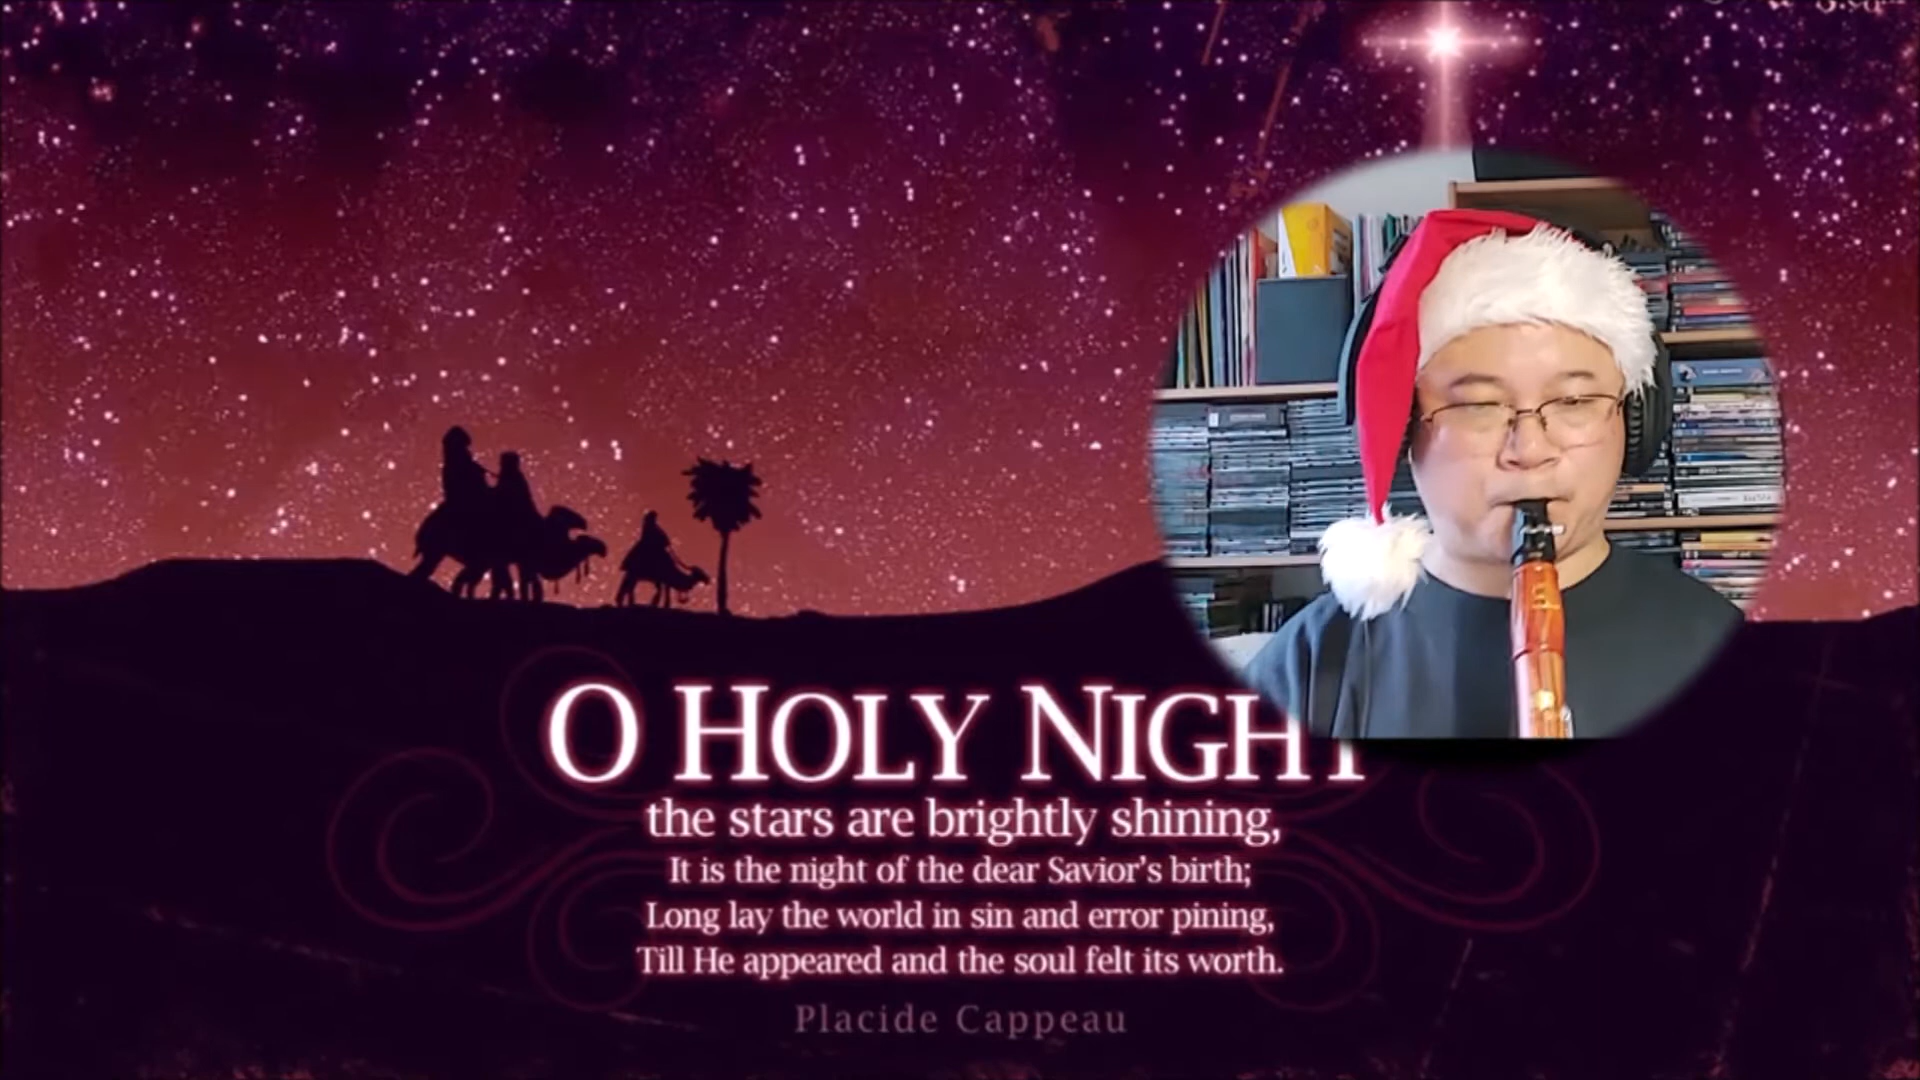 O HOLY NIGHT
the stars are brightly shining,
It is the night of the dear Savior's birth;
Long lay the world in sin and error pining,
Till He appeared and the soul felt its worth.
Placide Cappeau